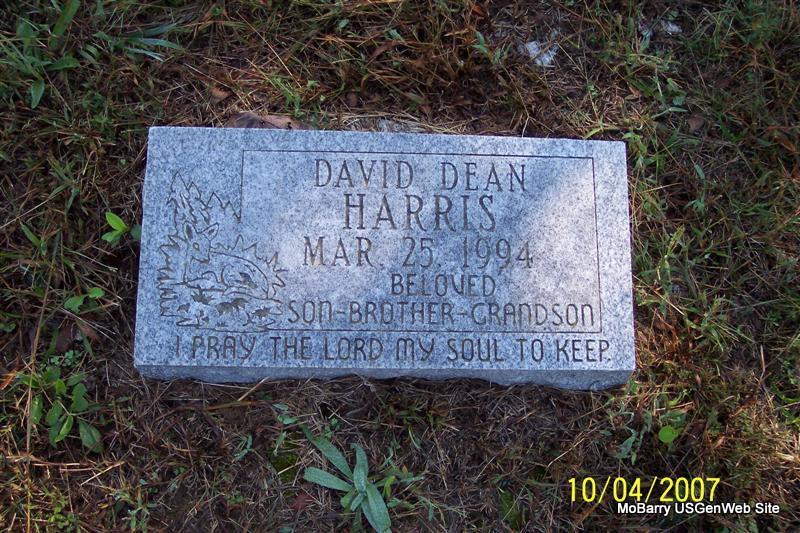 DAVID DEAN
HARRIS
MAR. 25, 1994
BELOVED
SON-BROTHER-GRANDSON
I PRAY THE LORD MY SOUL TO KEEP.
10/04/2007
MoBarry USGenWeb Site